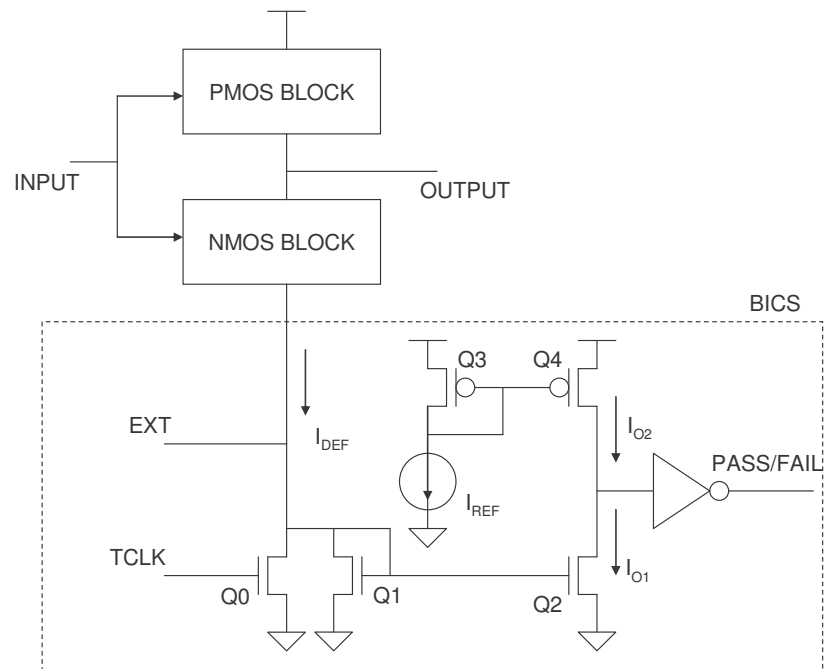 PMOS BLOCK
INPUT
OUTPUT
NMOS BLOCK
BICS
Q3
Q4
EXT
I_DEF
I_O2
PASS/FAIL
I_REF
TCLK
Q0
Q1
Q2
I_O1